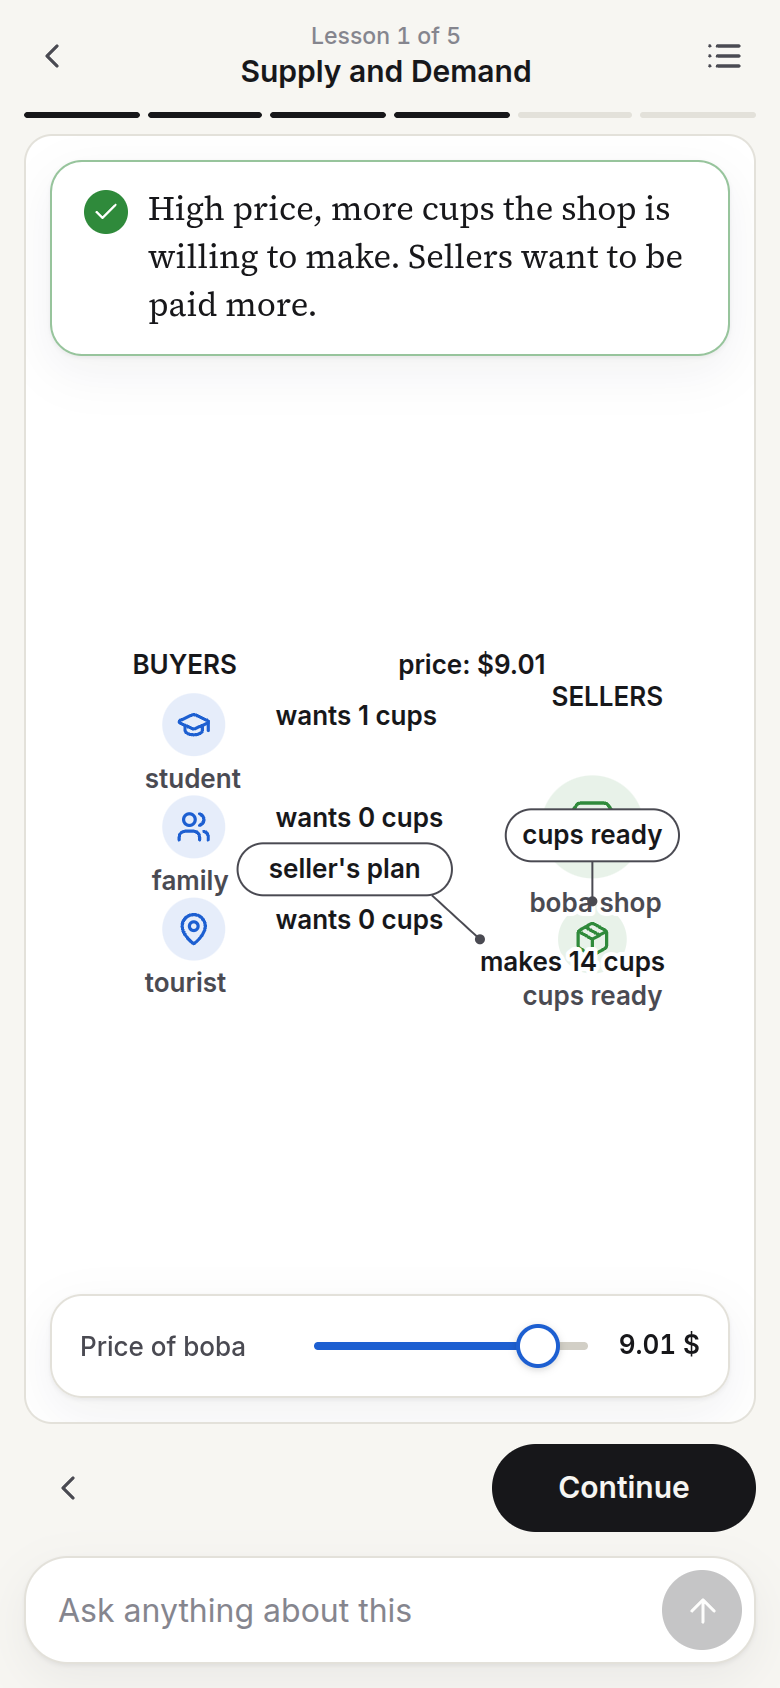 Lesson 1 of 5
Supply and Demand
High price, more cups the shop is
willing to make. Sellers want to be
paid more.
BUYERS
price: $9.01
SELLERS
wants 1 cups
student
wants 0 cups
cups ready
seller's plan
family
boba shop
wants 0 cups
makes 14 cups
tourist
cups ready
Price of boba
9.01 $
Continue
Ask anything about this